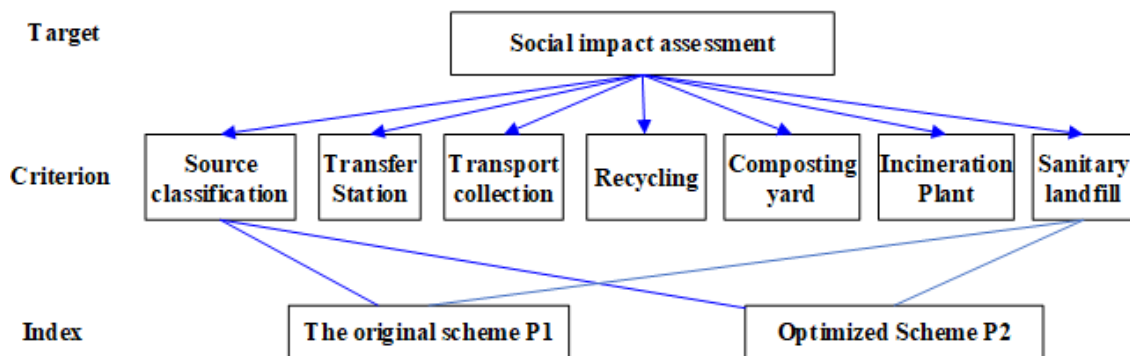 Target
Social impact assessment
Criterion
Source
classification
Transfer
Station
Transport
collection
Recycling
Composting
yard
Incineration
Plant
Sanitary
landfill
Index
The original scheme P1
Optimized Scheme P2